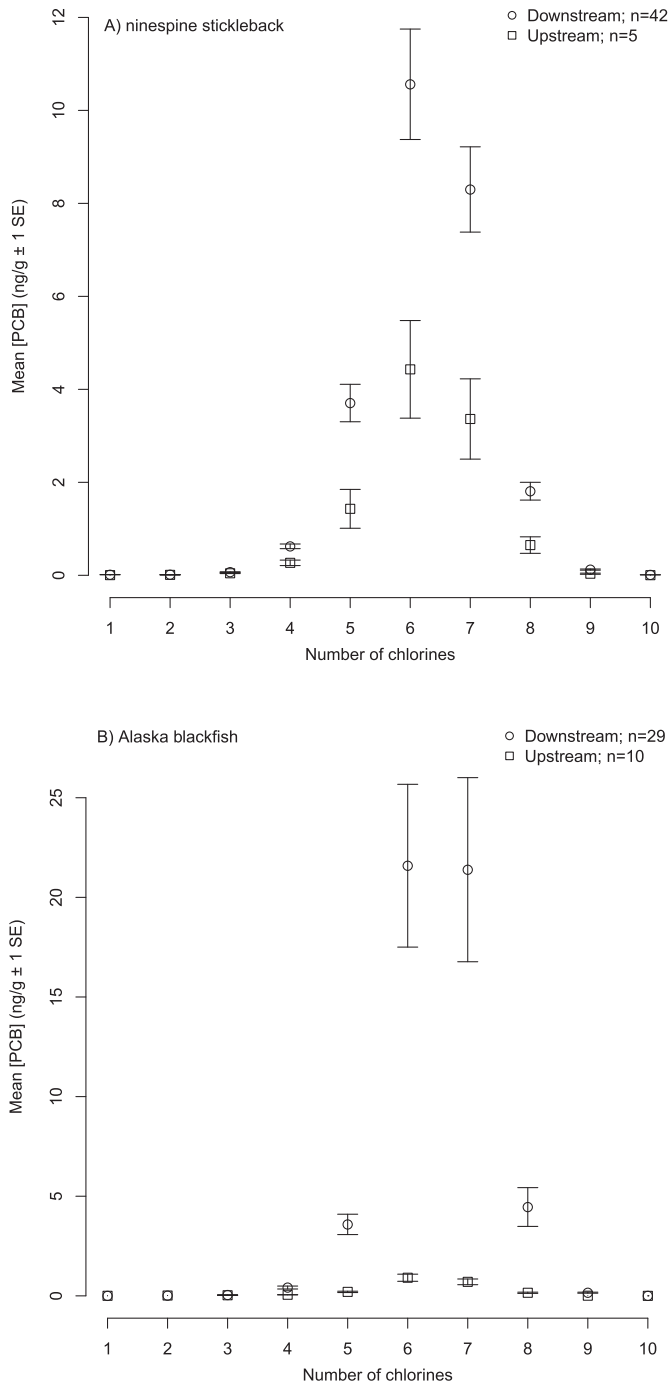 A) ninespine stickleback
Downstream; n=42
Upstream; n=5
Mean [PCB] (ng/g ± 1 SE)
12
10
8
6
4
2
0
1 2 3 4 5 6 7 8 9 10
Number of chlorines
B) Alaska blackfish
Downstream; n=29
Upstream; n=10
Mean [PCB] (ng/g ± 1 SE)
25
20
15
10
5
0
1 2 3 4 5 6 7 8 9 10
Number of chlorines